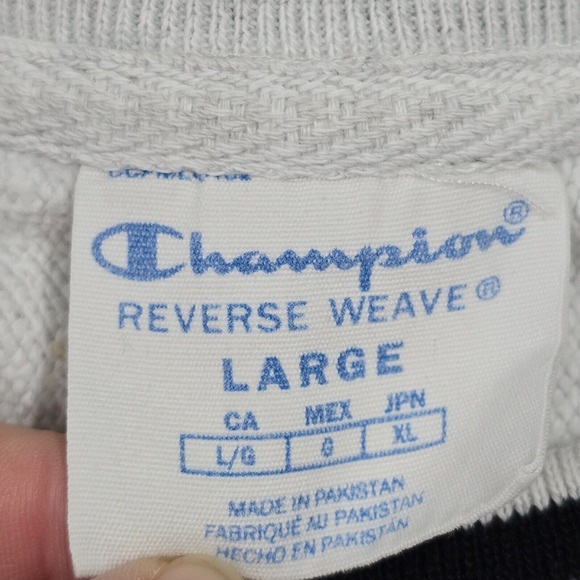 Champion®
REVERSE WEAVE®
LARGE
CA MEX JPN
L/G G XL
MADE IN PAKISTAN
FABRIQUÉ AU PAKISTAN
HECHO EN PAKISTAN